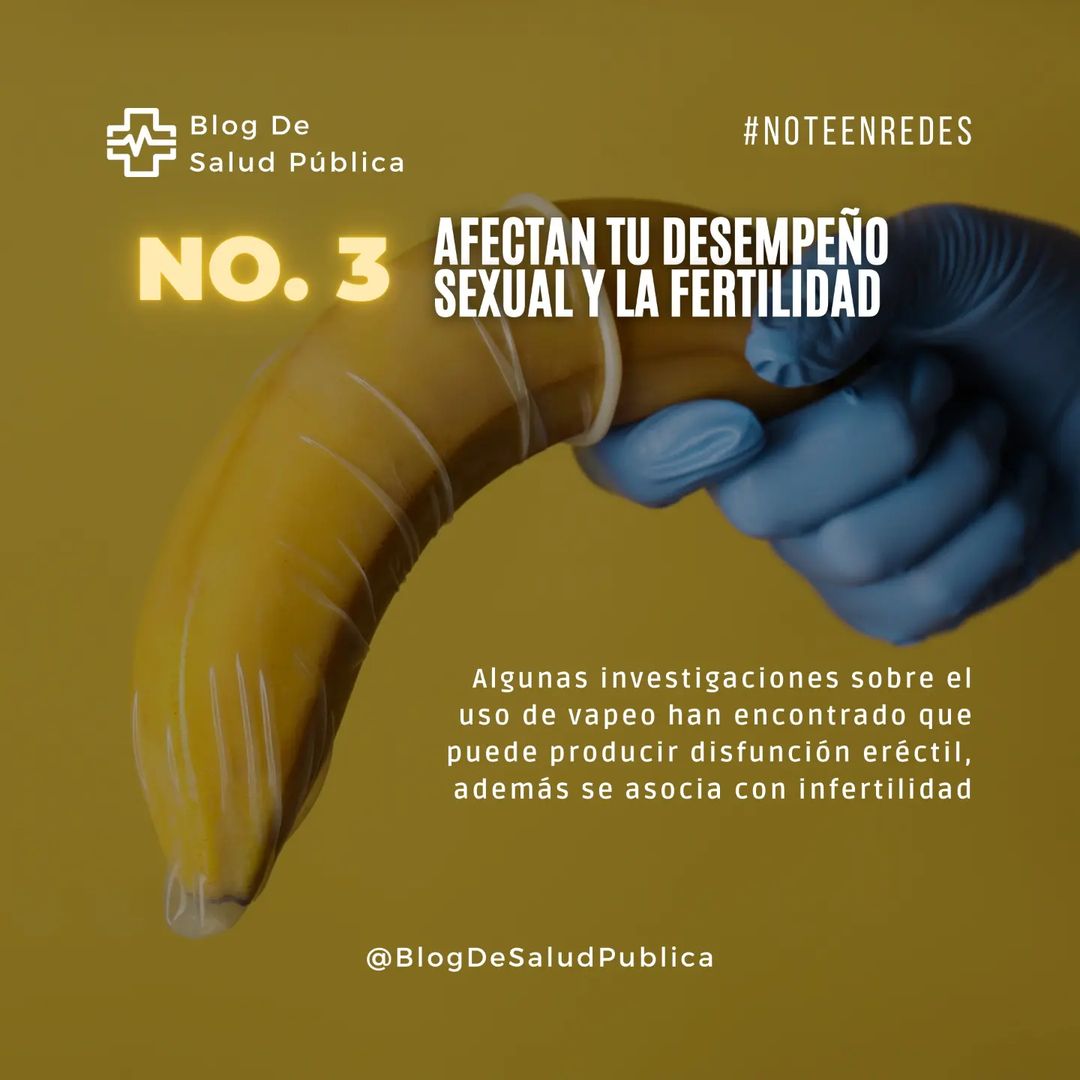 Blog De
Salud Pública
#NOTEENREDES
NO. 3
AFECTAN TU DESEMPEÑO
SEXUAL Y LA FERTILIDAD
Algunas investigaciones sobre el
uso de vapeo han encontrado que
puede producir disfunción eréctil,
además se asocia con infertilidad
@BlogDeSaludPublica